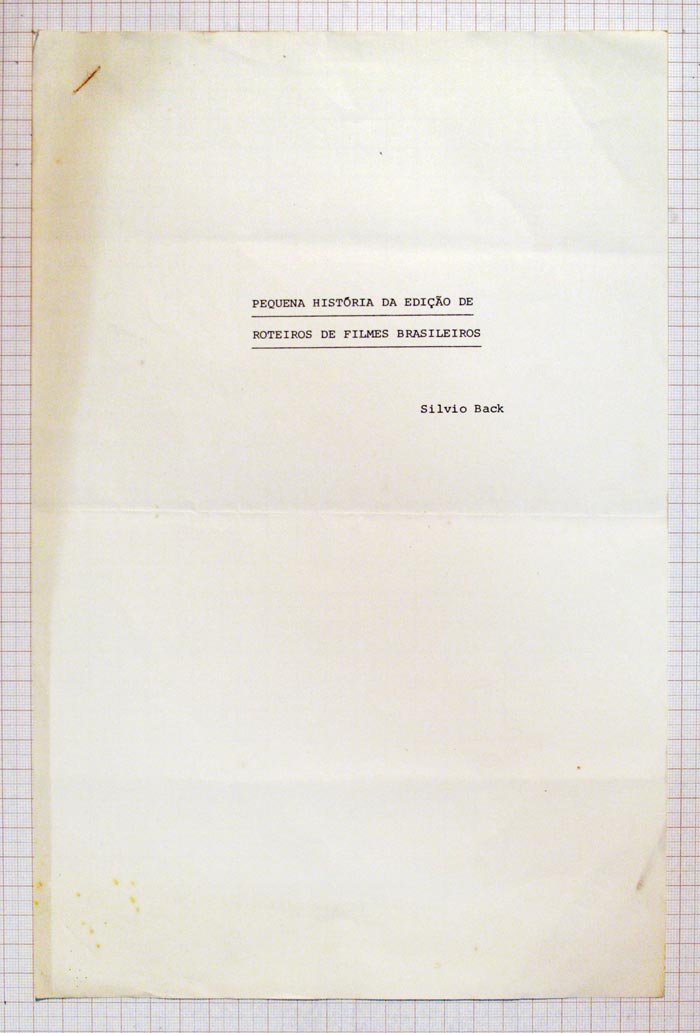 PEQUENA HISTÓRIA DA EDIÇÃO DE
ROTEIROS DE FILMES BRASILEIROS
Silvio Back